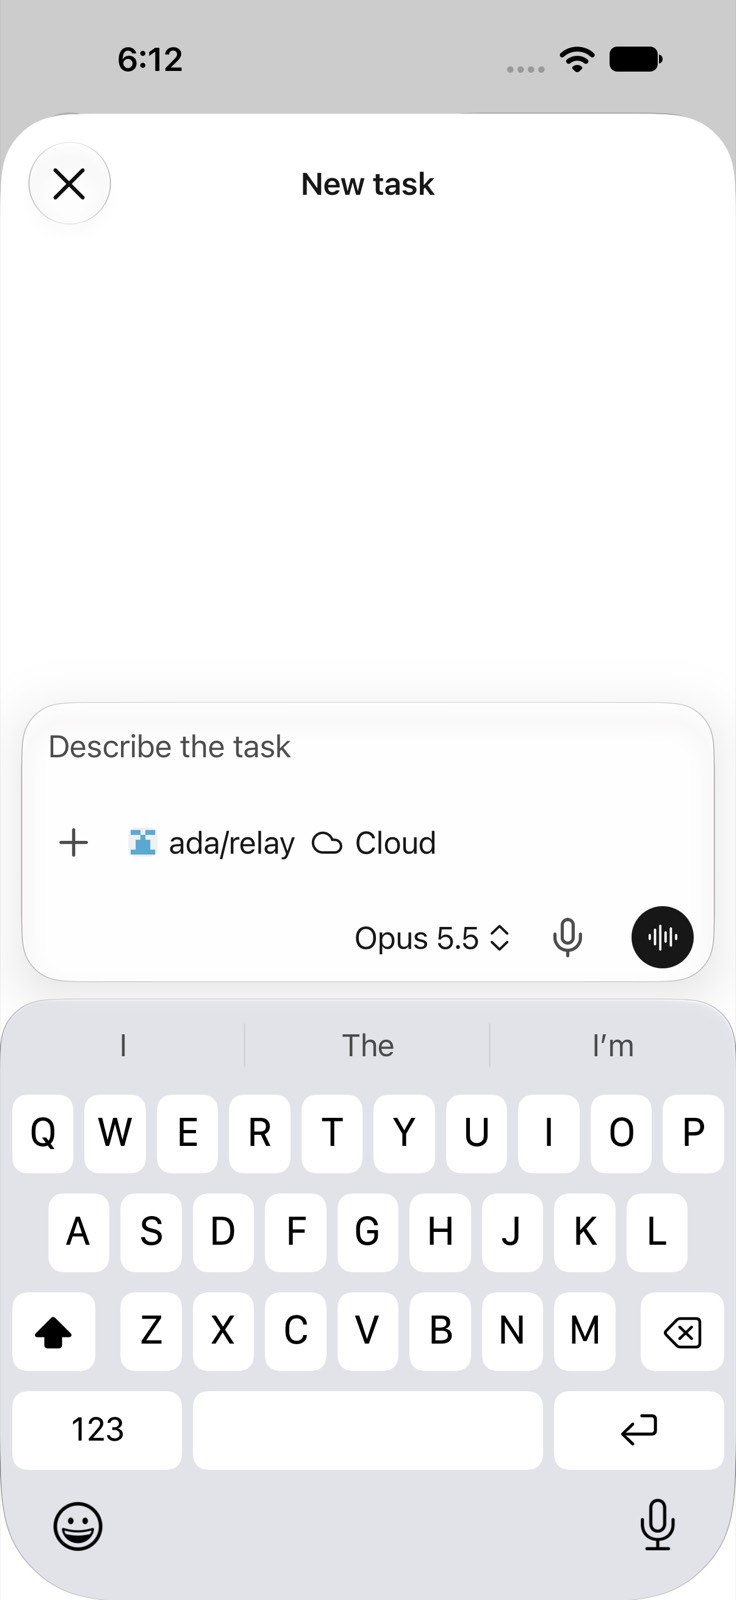 6:12
New task
Describe the task
ada/relay Cloud
Opus 5.5
I The I’m
Q W E R T Y U I O P
A S D F G H J K L
Z X C V B N M
123